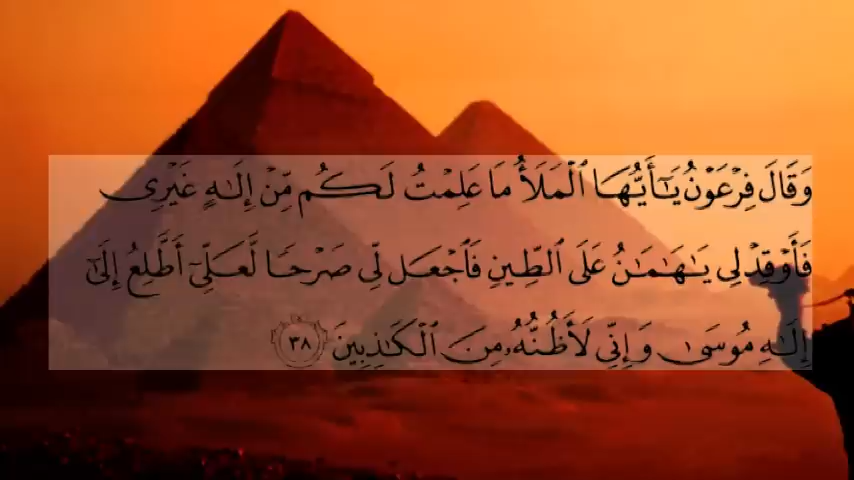 وَقَالَ فِرْعَوْنُ يَـٰٓأَيُّهَا ٱلْمَلَأُ مَا عَلِمْتُ لَكُم مِّنْ إِلَـٰهٍ غَيْرِى
فَأَوْقِدْ لِى يَـٰهَـٰمَـٰنُ عَلَى ٱلطِّينِ فَٱجْعَل لِّى صَرْحًا لَّعَلِّىٓ أَطَّلِعُ إِلَىٰٓ
إِلَـٰهِ مُوسَىٰ وَإِنِّى لَأَظُنُّهُۥ مِنَ ٱلْكَـٰذِبِينَ ٣٨